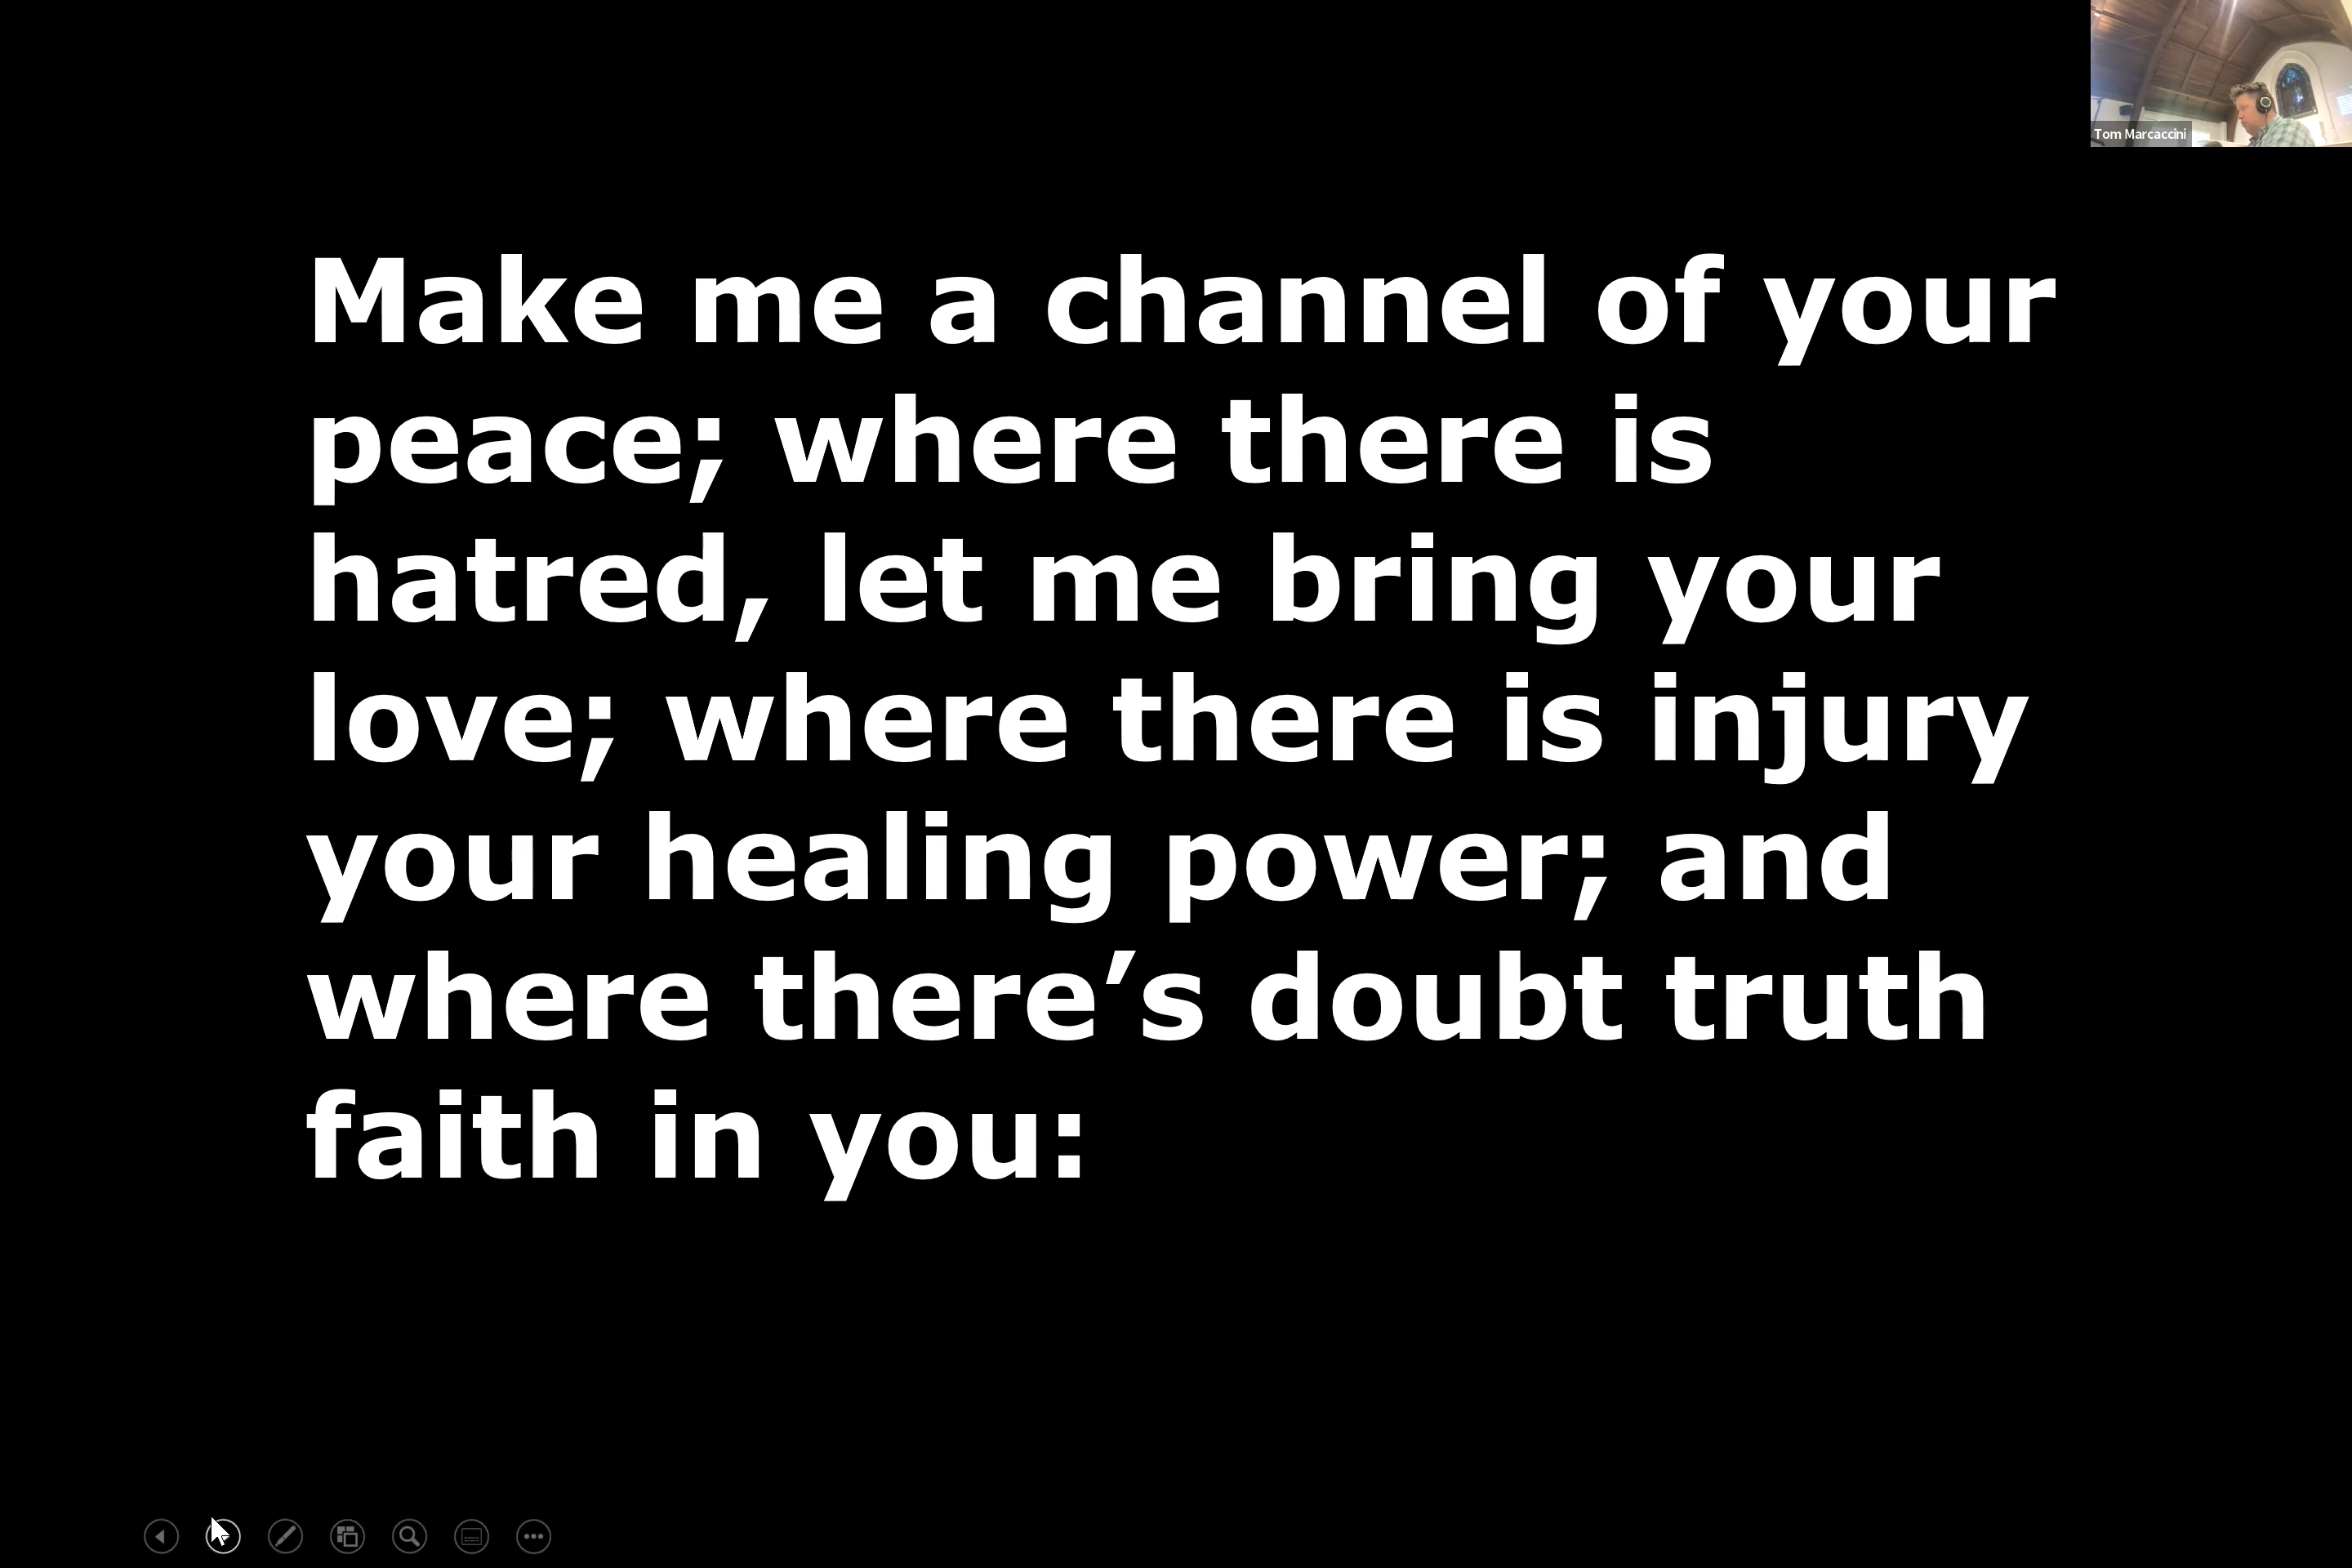 Tom Marcaccini
Make me a channel of your
peace; where there is
hatred, let me bring your
love; where there is injury
your healing power; and
where there’s doubt truth
faith in you: